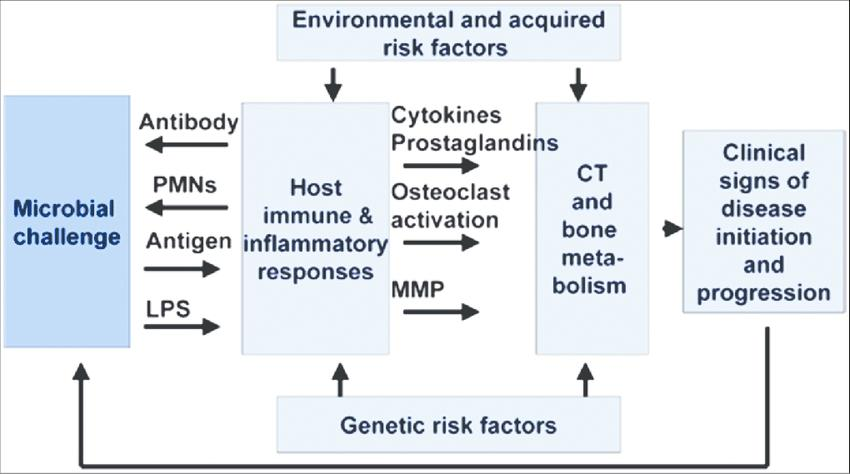 Environmental and acquired
risk factors
Microbial
challenge
Antibody
PMNs
Antigen
LPS
Host
immune &
inflammatory
responses
Cytokines
Prostaglandins
Osteoclast
activation
MMP
CT
and
bone
meta-
bolism
Clinical
signs of
disease
initiation
and
progression
Genetic risk factors